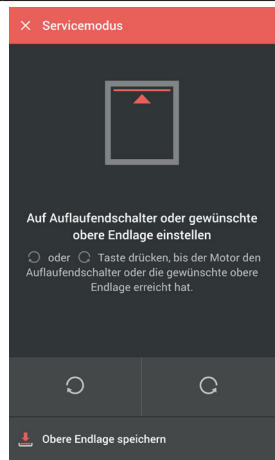 Servicemodus
Auf Auflaufendschalter oder gewünschte
obere Endlage einstellen
oder Taste drücken, bis der Motor den
Auflaufendschalter oder die gewünschte obere
Endlage erreicht hat.
Obere Endlage speichern